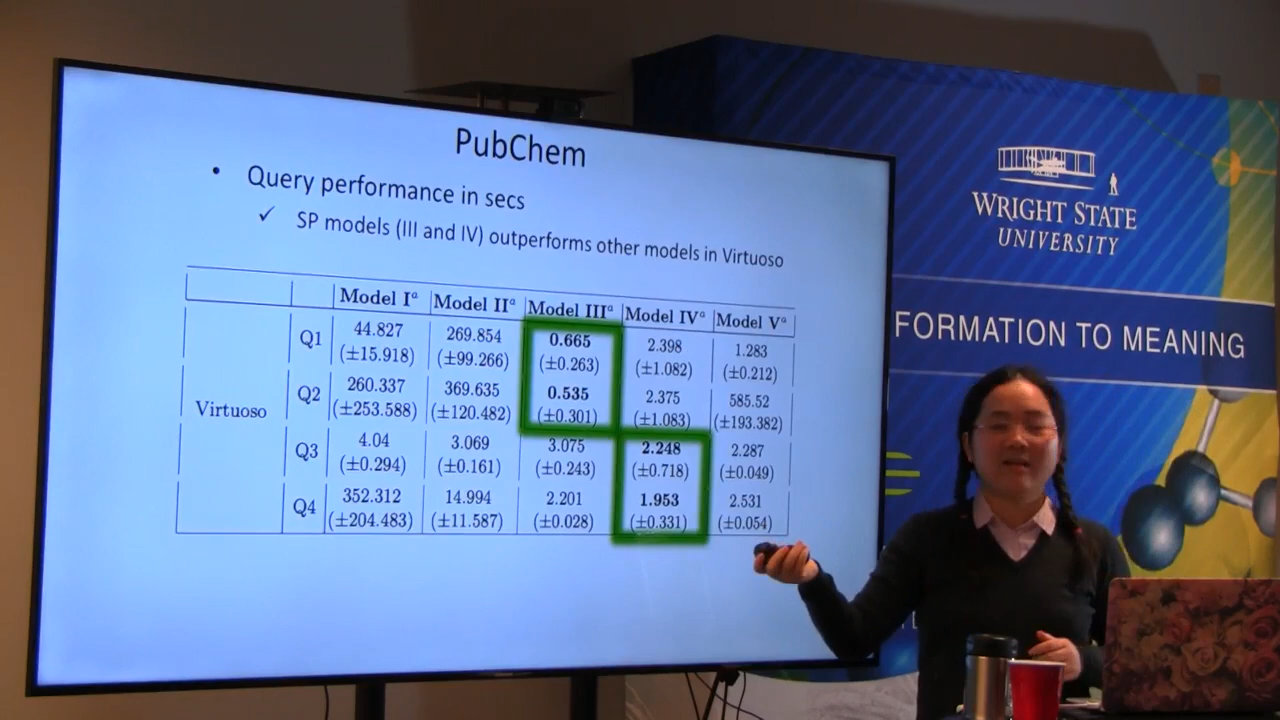 PubChem
• Query performance in secs
✓ SP models (III and IV) outperforms other models in Virtuoso
Model Iᵃ Model IIᵃ Model IIIᵃ Model IVᵃ Model Vᵃ
Virtuoso
Q1 44.827 269.854 0.665 2.398 1.283
(±15.918) (±99.266) (±0.263) (±1.082) (±0.212)
Q2 260.337 369.635 0.535 2.375 585.52
(±253.588) (±120.482) (±0.301) (±1.083) (±193.382)
Q3 4.04 3.069 3.075 2.248 2.287
(±0.294) (±0.161) (±0.243) (±0.718) (±0.049)
Q4 352.312 14.994 2.201 1.953 2.531
(±204.483) (±11.587) (±0.028) (±0.331) (±0.054)
WRIGHT STATE
UNIVERSITY
FORMATION TO MEANING